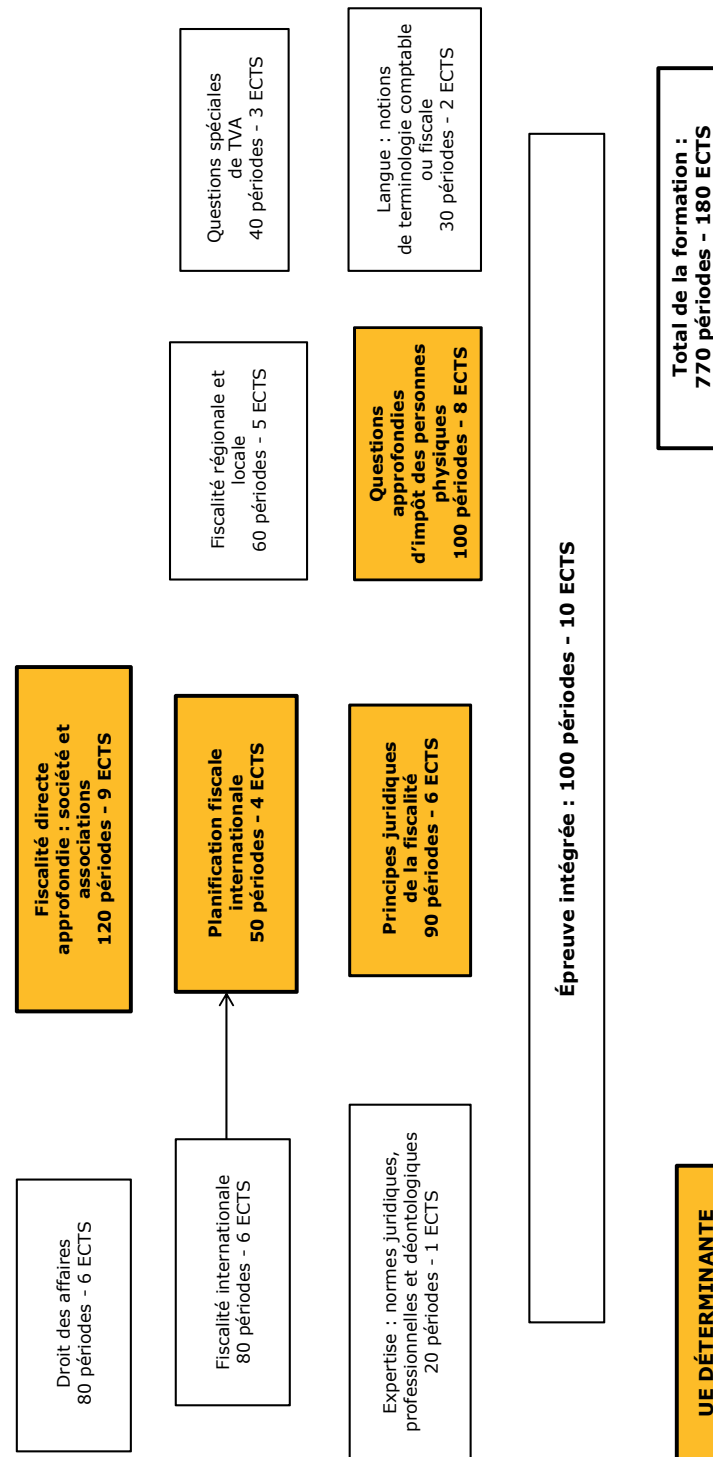 Droit des affaires
80 périodes - 6 ECTS
Fiscalité directe
approfondie : société et
associations
120 périodes - 9 ECTS
Fiscalité internationale
80 périodes - 6 ECTS
Planification fiscale
internationale
50 périodes - 4 ECTS
Fiscalité régionale et
locale
60 périodes - 5 ECTS
Questions spéciales
de TVA
40 périodes - 3 ECTS
Expertise : normes juridiques,
professionnelles et déontologiques
20 périodes - 1 ECTS
Principes juridiques
de la fiscalité
90 périodes - 6 ECTS
Questions
approfondies
d’impôt des personnes
physiques
100 périodes - 8 ECTS
Langue : notions
de terminologie comptable
ou fiscale
30 périodes - 2 ECTS
Épreuve intégrée : 100 périodes - 10 ECTS
UE DÉTERMINANTE
Total de la formation :
770 périodes - 180 ECTS